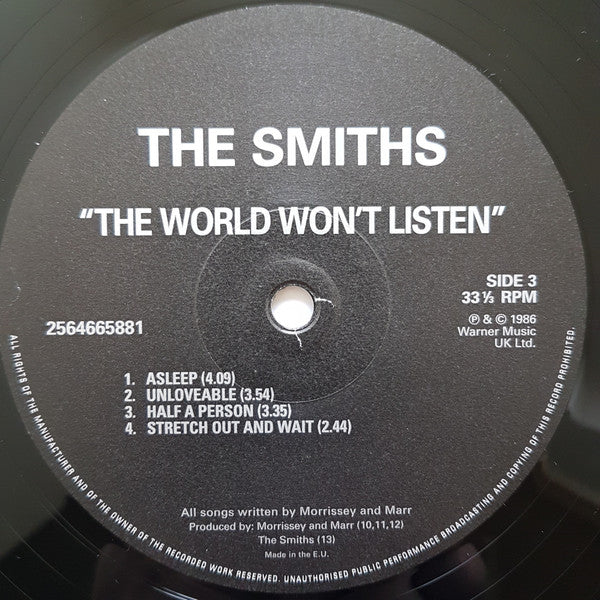 THE SMITHS
“THE WORLD WON'T LISTEN”
SIDE 3
33 ⅓ RPM
2564665881
℗ & © 1986
Warner Music
UK Ltd.
1. ASLEEP (4.09)
2. UNLOVEABLE (3.54)
3. HALF A PERSON (3.35)
4. STRETCH OUT AND WAIT (2.44)
All songs written by Morrissey and Marr
Produced by: Morrissey and Marr (10,11,12)
The Smiths (13)
Made in the E.U.
ALL RIGHTS OF THE MANUFACTURER AND OF THE OWNER OF THE RECORDED WORK RESERVED. UNAUTHORISED PUBLIC PERFORMANCE BROADCASTING AND COPYING OF THIS RECORD PROHIBITED.